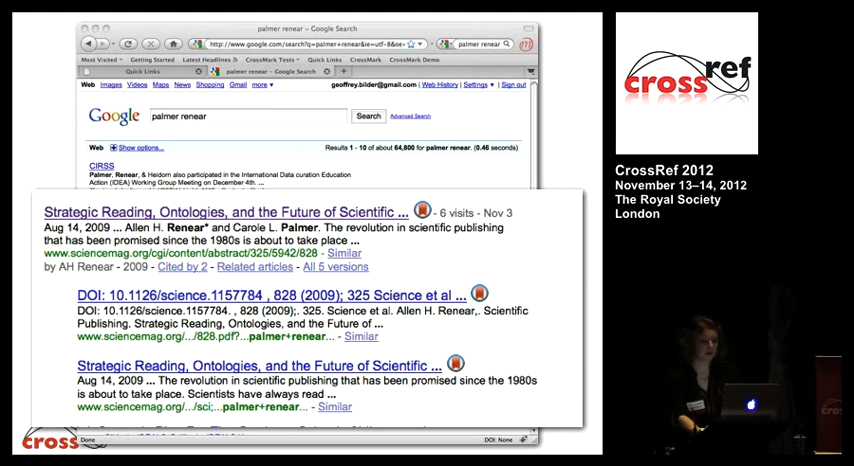 palmer renear - Google Search
http://www.google.com/search?q=palmer+renear&ie=utf-8&oe=
palmer renear
Most Visited
Getting Started
Latest Headlines
CrossMark Tests
Quick Links
CrossMark
CrossMark Demo
Quick Links
palmer renear - Google Search
Web Images Videos Maps News Shopping Gmail more
geoffrey.bilder@gmail.com | Web History | Settings | Sign out
Google
palmer renear
Search
Advanced Search
Web Show options...
Results 1 - 10 of about 64,800 for palmer renear. (0.46 seconds)
CIRSS
Palmer, Renear, & Heidorn also participated in the International Data curation Education
Action (IDEA) Working Group Meeting on December 4th. ...
Strategic Reading, Ontologies, and the Future of Scientific ... - 6 visits - Nov 3
Aug 14, 2009 ... Allen H. Renear* and Carole L. Palmer. The revolution in scientific publishing
that has been promised since the 1980s is about to take place ...
www.sciencemag.org/cgi/content/abstract/325/5942/828 - Similar
by AH Renear - 2009 - Cited by 2 - Related articles - All 5 versions
DOI: 10.1126/science.1157784 , 828 (2009); 325 Science et al ...
DOI: 10.1126/science.1157784. , 828 (2009);. 325. Science et al. Allen H. Renear,. Scientific
Publishing. Strategic Reading, Ontologies, and the Future of ...
www.sciencemag.org/.../828.pdf?...palmer+renear... - Similar
Strategic Reading, Ontologies, and the Future of Scientific ...
Aug 14, 2009 ... The revolution in scientific publishing that has been promised since the 1980s
is about to take place. Scientists have always read ...
www.sciencemag.org/.../sci;...palmer+renear... - Similar
Done
DOI: None
cross
crossref
CrossRef 2012
November 13–14, 2012
The Royal Society
London